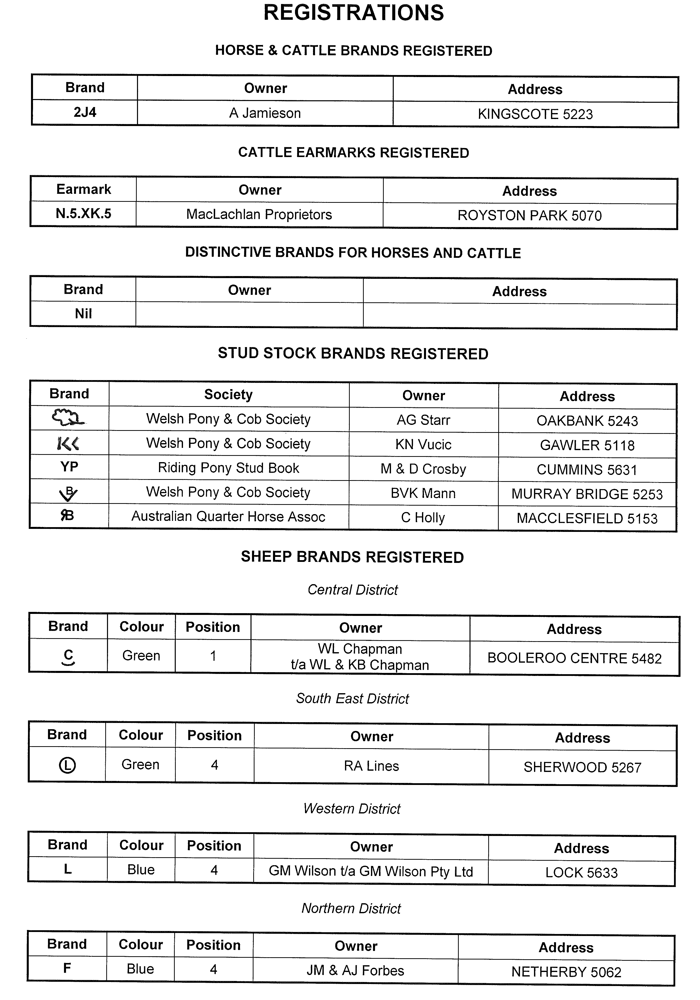 REGISTRATIONS
HORSE & CATTLE BRANDS REGISTERED
Brand Owner Address
2J4 A Jamieson KINGSCOTE 5223
CATTLE EARMARKS REGISTERED
Earmark Owner Address
N.5.XK.5 MacLachlan Proprietors ROYSTON PARK 5070
DISTINCTIVE BRANDS FOR HORSES AND CATTLE
Brand Owner Address
Nil
STUD STOCK BRANDS REGISTERED
Brand Society Owner Address
Welsh Pony & Cob Society AG Starr OAKBANK 5243
Welsh Pony & Cob Society KN Vucic GAWLER 5118
YP Riding Pony Stud Book M & D Crosby CUMMINS 5631
B Welsh Pony & Cob Society BVK Mann MURRAY BRIDGE 5253
Australian Quarter Horse Assoc C Holly MACCLESFIELD 5153
SHEEP BRANDS REGISTERED
Central District
Brand Colour Position Owner Address
C Green 1 WL Chapman BOOLEROO CENTRE 5482
t/a WL & KB Chapman
South East District
Brand Colour Position Owner Address
L Green 4 RA Lines SHERWOOD 5267
Western District
Brand Colour Position Owner Address
L Blue 4 GM Wilson t/a GM Wilson Pty Ltd LOCK 5633
Northern District
Brand Colour Position Owner Address
F Blue 4 JM & AJ Forbes NETHERBY 5062